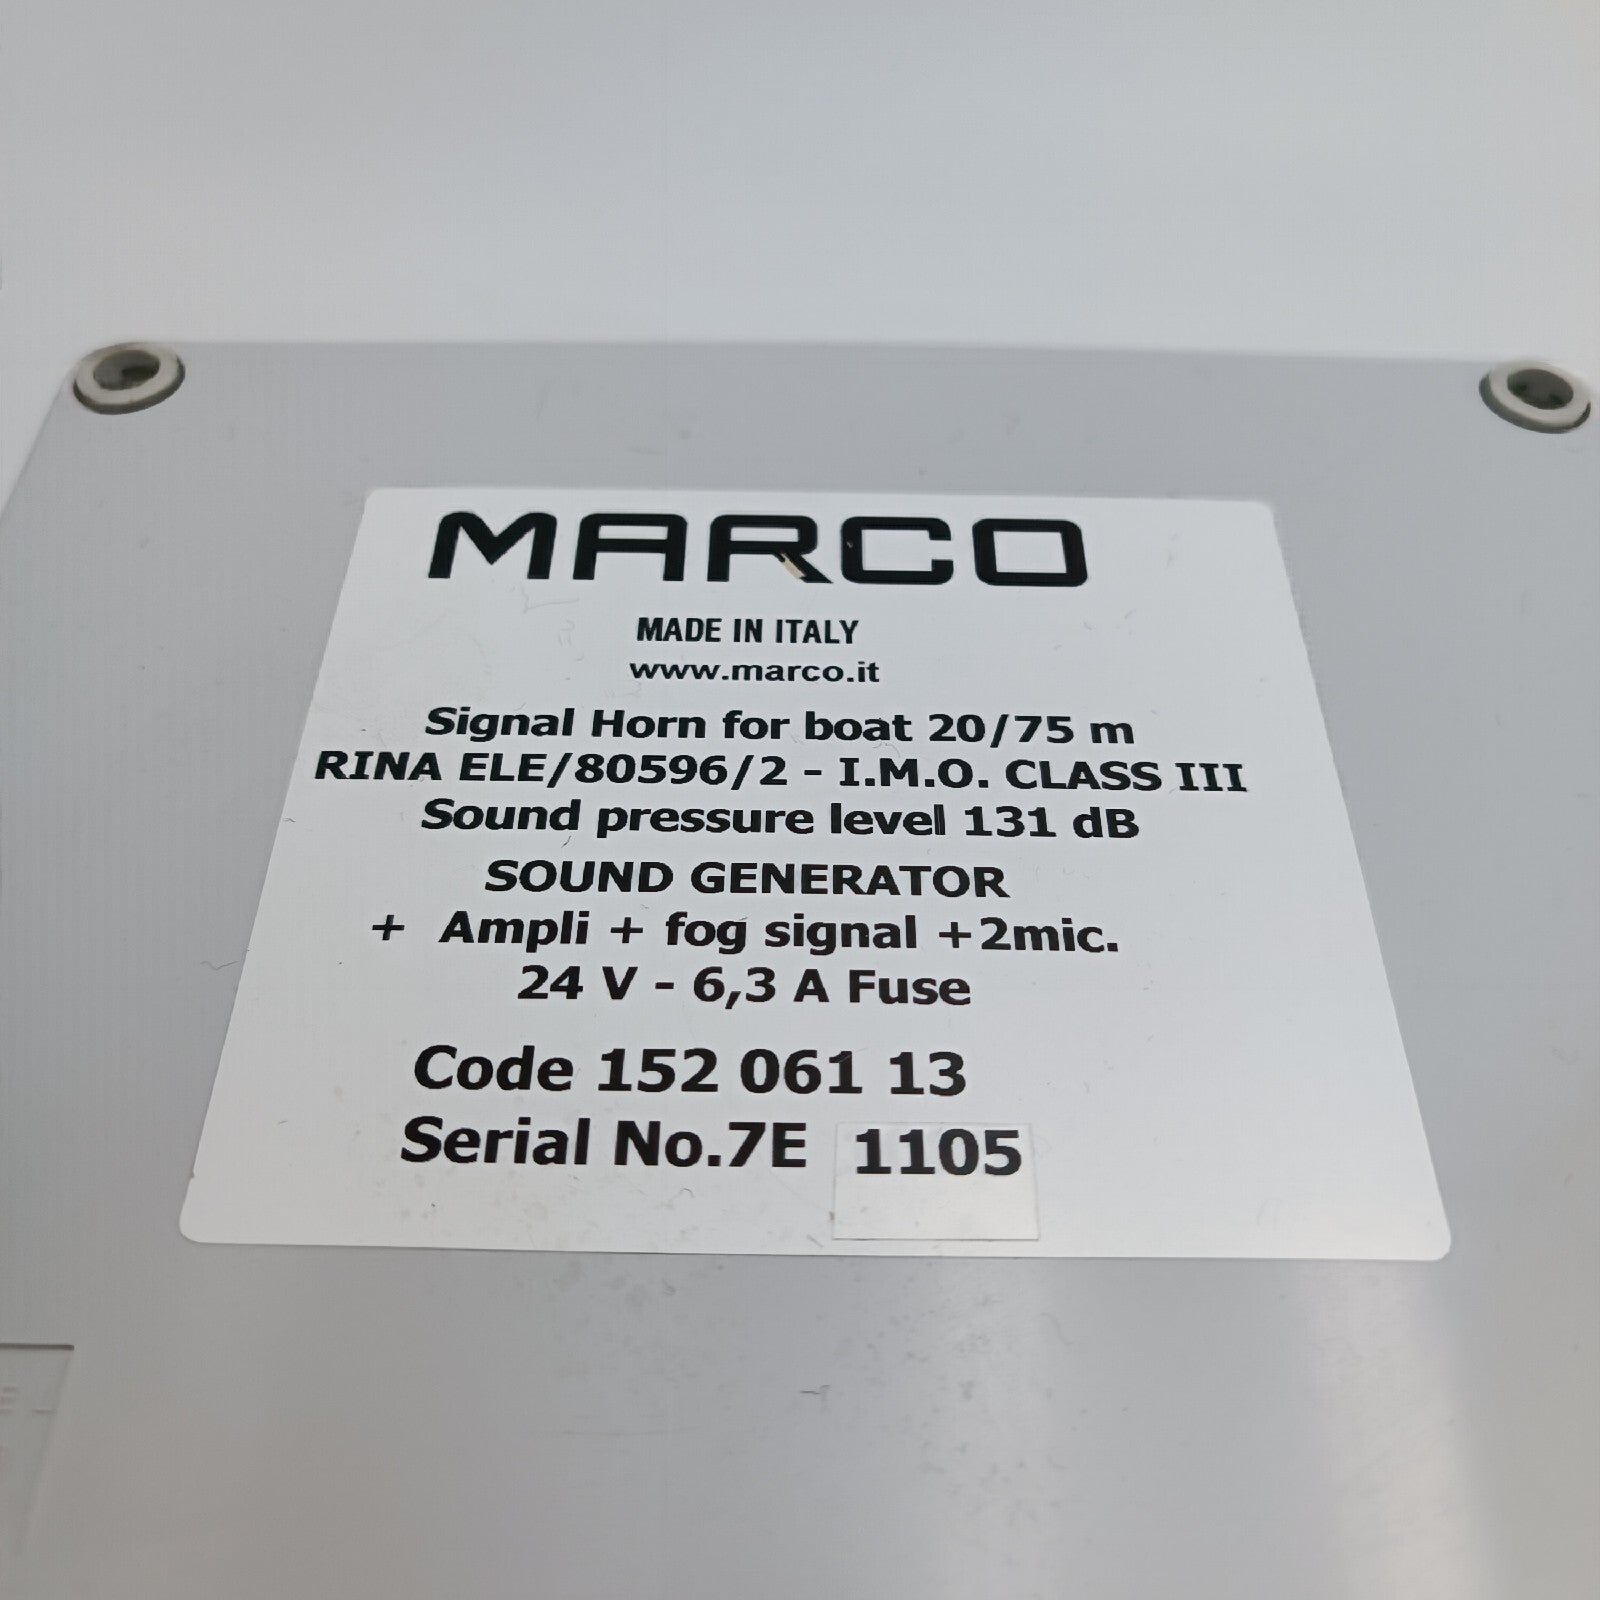 MARCO
MADE IN ITALY
www.marco.it
Signal Horn for boat 20/75 m
RINA ELE/80596/2 - I.M.O. CLASS III
Sound pressure level 131 dB
SOUND GENERATOR
+ Ampli + fog signal +2mic.
24 V - 6,3 A Fuse
Code 152 061 13
Serial No.7E 1105